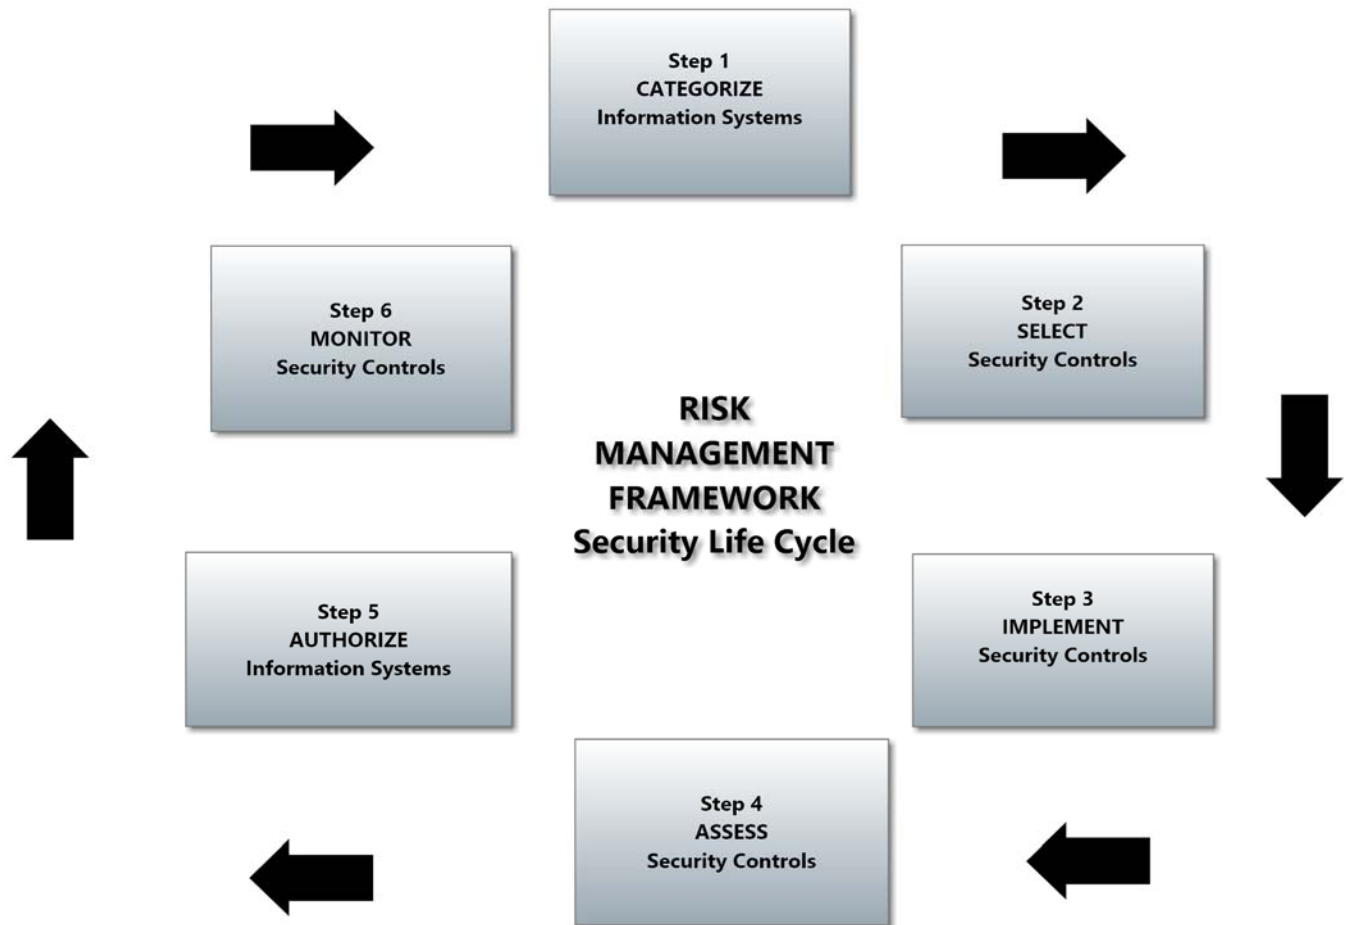 Step 1
CATEGORIZE
Information Systems
Step 2
SELECT
Security Controls
Step 3
IMPLEMENT
Security Controls
Step 4
ASSESS
Security Controls
Step 5
AUTHORIZE
Information Systems
Step 6
MONITOR
Security Controls
RISK
MANAGEMENT
FRAMEWORK
Security Life Cycle